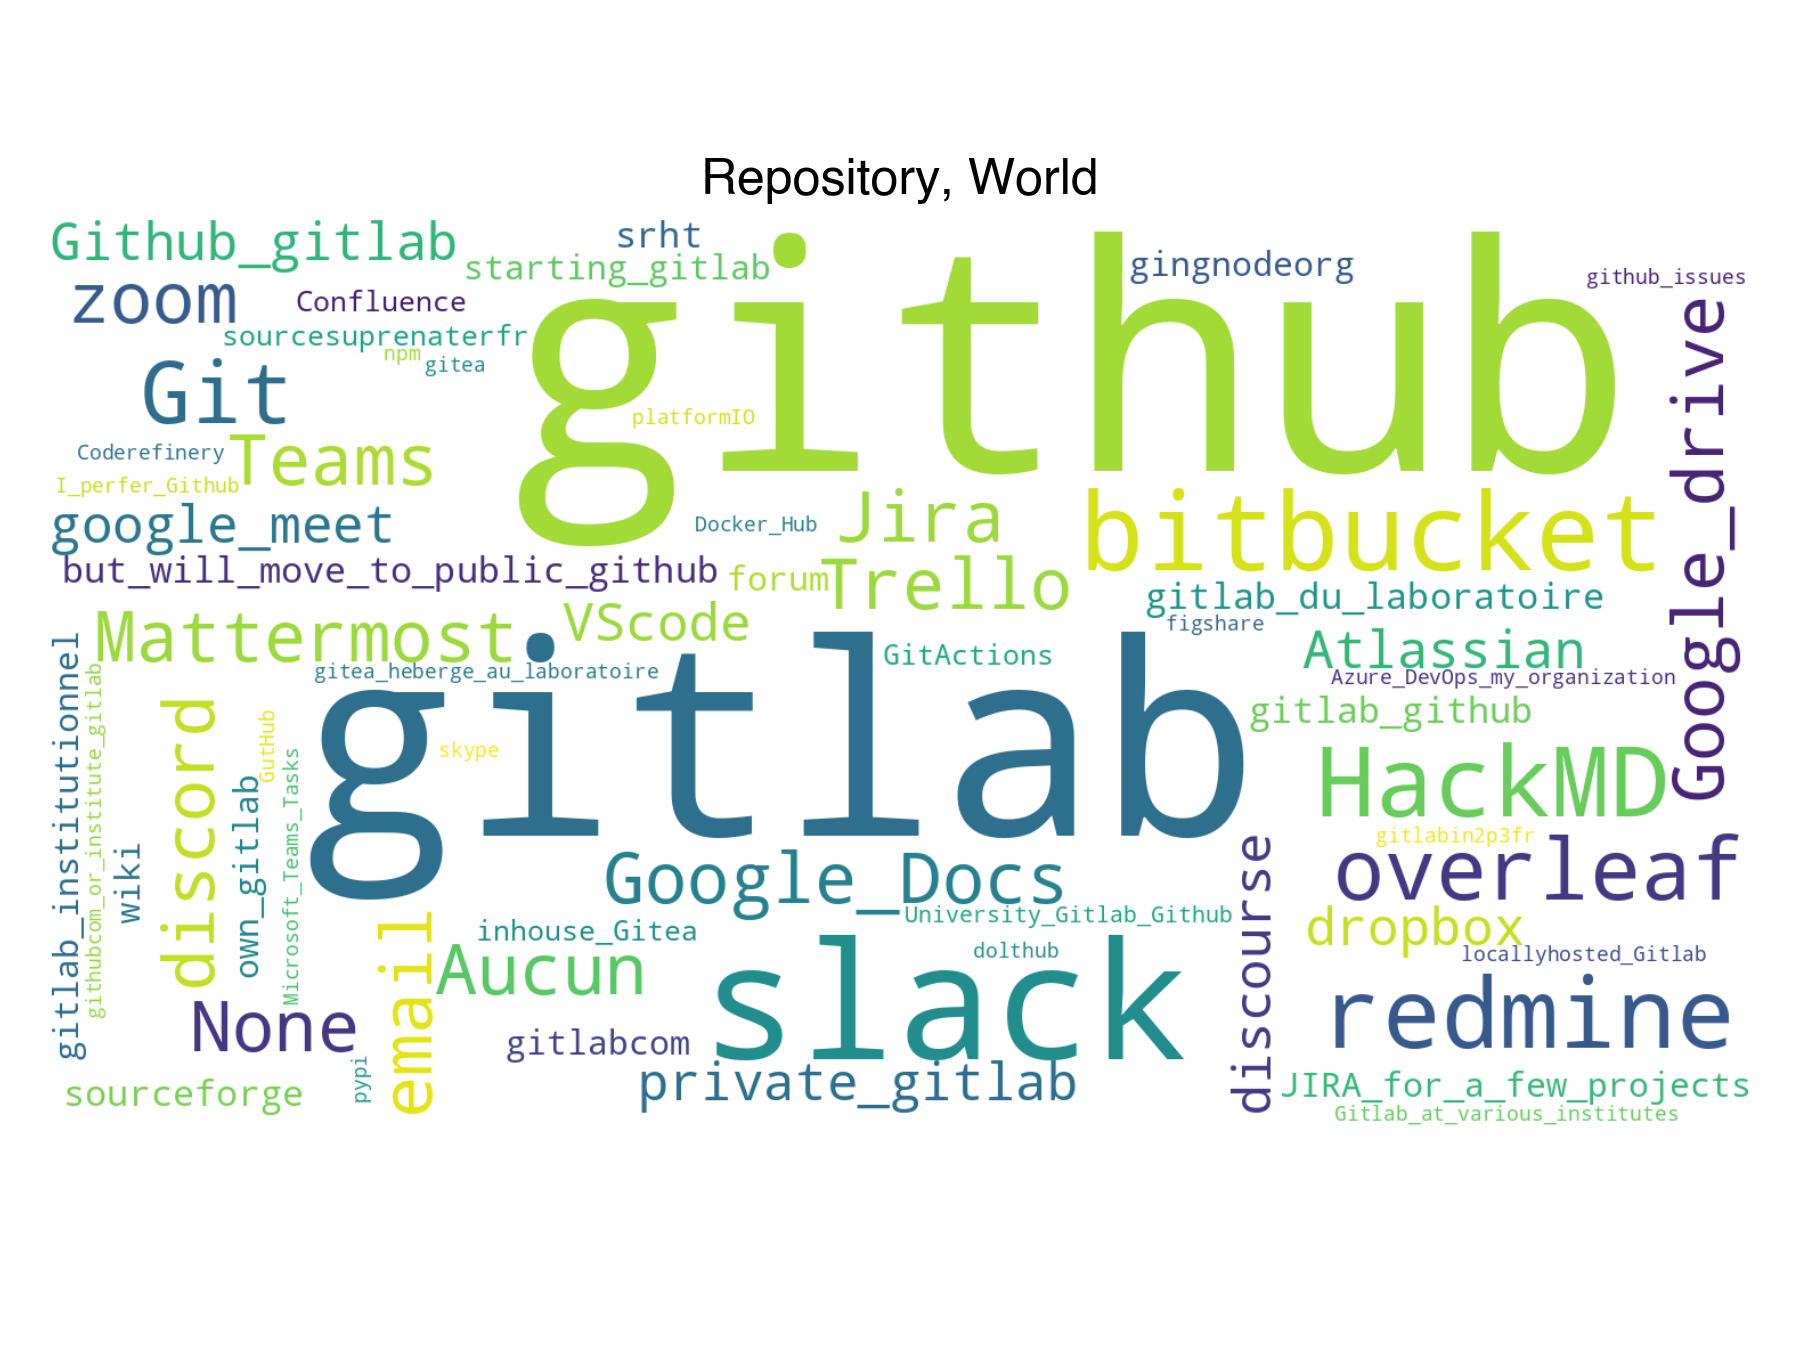 Repository, World
Github_gitlab
srht
starting_gitlab
github
gingnodeorg
github_issues
zoom
Confluence
sourcesuprenaterfr
npm
gitea
Git
platformIO
Google_drive
Coderefinery
Teams
I_perfer_Github
google_meet
Docker_Hub
Jira
bitbucket
but_will_move_to_public_github
forum
Trello
gitlab_du_laboratoire
figshare
Mattermost
VScode
GitActions
Atlassian
Azure_DevOps_my_organization
gitea_heberge_au_laboratoire
gitlab
gitlab_github
gitlab_institutionnel
githubcom_or_institute_gitlab
wiki
discord
own_gitlab
GutHub
Microsoft_Teams_Tasks
skype
HackMD
gitlabin2p3fr
overleaf
Google_Docs
University_Gitlab_Github
discourse
dropbox
email
inhouse_Gitea
Aucun
slack
dolthub
locallyhosted_Gitlab
redmine
None
gitlabcom
private_gitlab
pypi
sourceforge
JIRA_for_a_few_projects
Gitlab_at_various_institutes